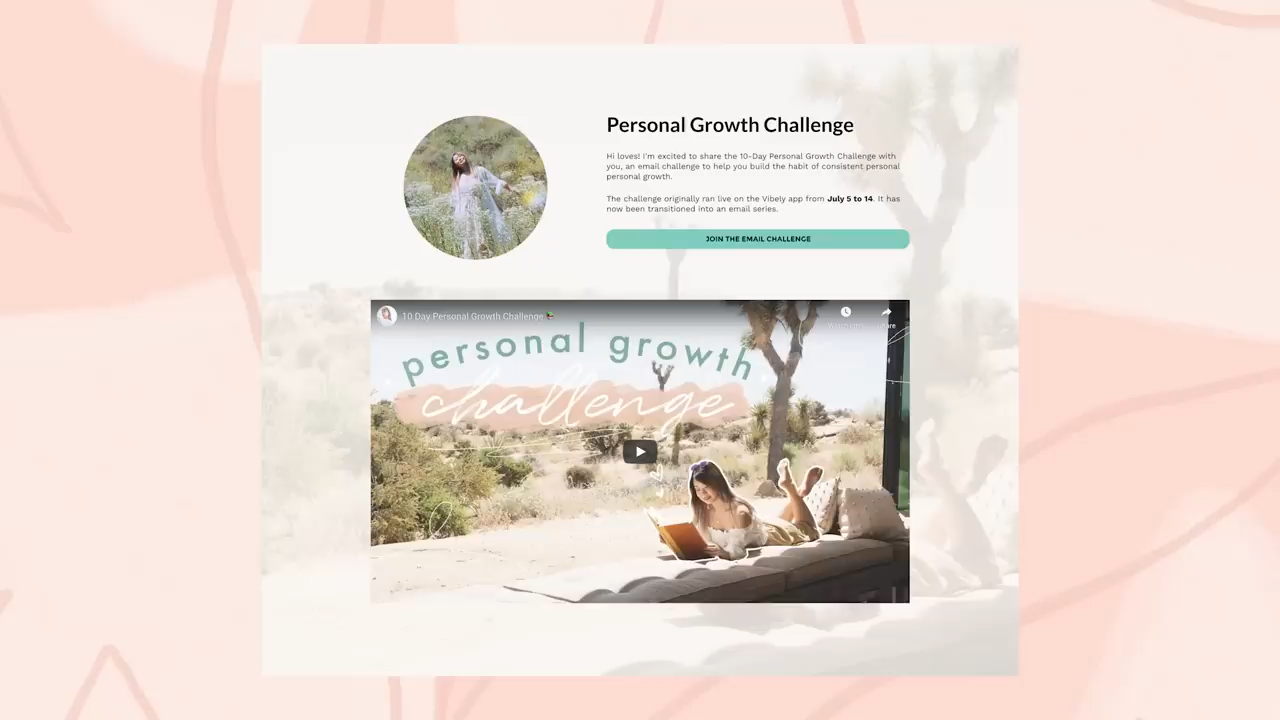 Personal Growth Challenge
Hi loves! I'm excited to share the 10-Day Personal Growth Challenge with
you, an email challenge to help you build the habit of consistent personal
personal growth.
The challenge originally ran live on the Vibely app from July 5 to 14. It has
now been transitioned into an email series.
JOIN THE EMAIL CHALLENGE
10 Day Personal Growth Challenge
personal growth
challenge